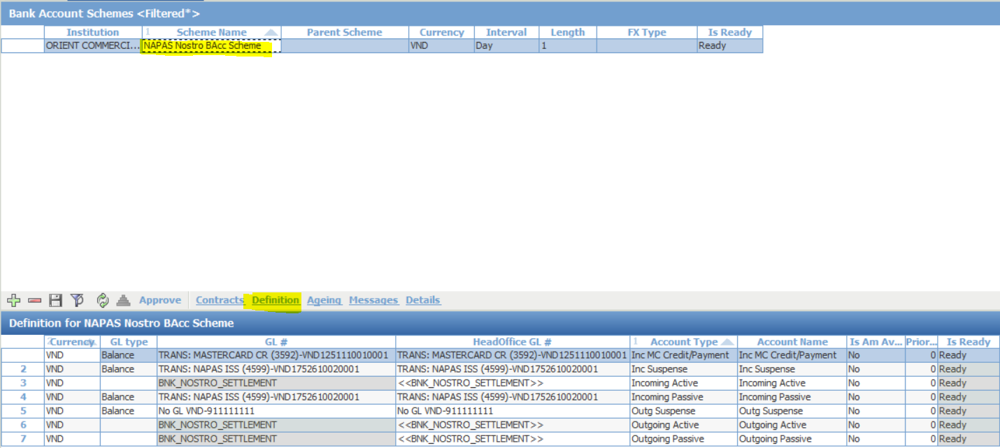 Bank Account Schemes <Filtered*>
Institution 1 Scheme Name Parent Scheme Currency Interval Length FX Type Is Ready
ORIENT COMMERCI... NAPAS Nostro BAcc Scheme VND Day 1 Ready
Approve Contracts Definition Ageing Messages Details
Definition for NAPAS Nostro BAcc Scheme
2 Currency GL type GL # HeadOffice GL # 1 Account Type Account Name Is Am Av... Prior... Is Ready
VND Balance TRANS: MASTERCARD CR (3592)-VND1251110010001 TRANS: MASTERCARD CR (3592)-VND1251110010001 Inc MC Credit/Payment Inc MC Credit/Payment No 0 Ready
2 VND Balance TRANS: NAPAS ISS (4599)-VND1752610020001 TRANS: NAPAS ISS (4599)-VND1752610020001 Inc Suspense Inc Suspense No 0 Ready
3 VND BNK_NOSTRO_SETTLEMENT <<BNK_NOSTRO_SETTLEMENT>> Incoming Active Incoming Active No 0 Ready
4 VND Balance TRANS: NAPAS ISS (4599)-VND1752610020001 TRANS: NAPAS ISS (4599)-VND1752610020001 Incoming Passive Incoming Passive No 0 Ready
5 VND Balance No GL VND-911111111 No GL VND-911111111 Outg Suspense Outg Suspense No 0 Ready
6 VND BNK_NOSTRO_SETTLEMENT <<BNK_NOSTRO_SETTLEMENT>> Outgoing Active Outgoing Active No 0 Ready
7 VND BNK_NOSTRO_SETTLEMENT <<BNK_NOSTRO_SETTLEMENT>> Outgoing Passive Outgoing Passive No 0 Ready